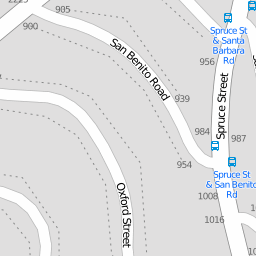 905
900
San Benito Road
Spruce St
& Santa
Barbara
Rd
956
939
Spruce Street
984
987
954
Spruce St
& San Benito
Rd
1008
1016
Oxford Street